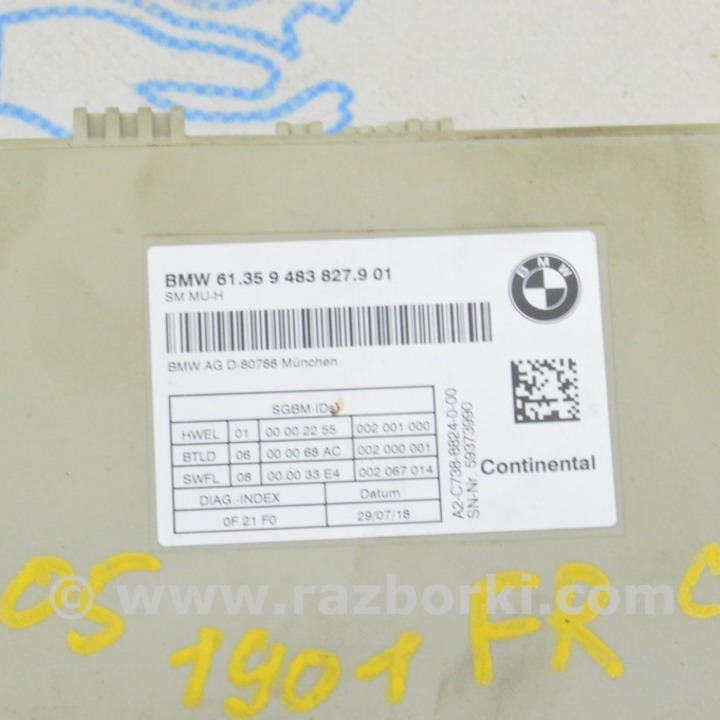 BMW 61.35 9 483 827.9 01
SM MU-H
BMW AG D-80788 München
BMW
SGBM-IDs
HWEL 01 00 00 22 55 002 001 000
BTLD 06 00 00 68 AC 002 000 001
SWFL 08 00 00 33 E4 002 067 014
DIAG.-INDEX Datum
0F 21 F0 29/07/18
A2-C738-8824-0-00
SN-Nr. 59373990
Continental
© www.razborki.com
05 FR
1901